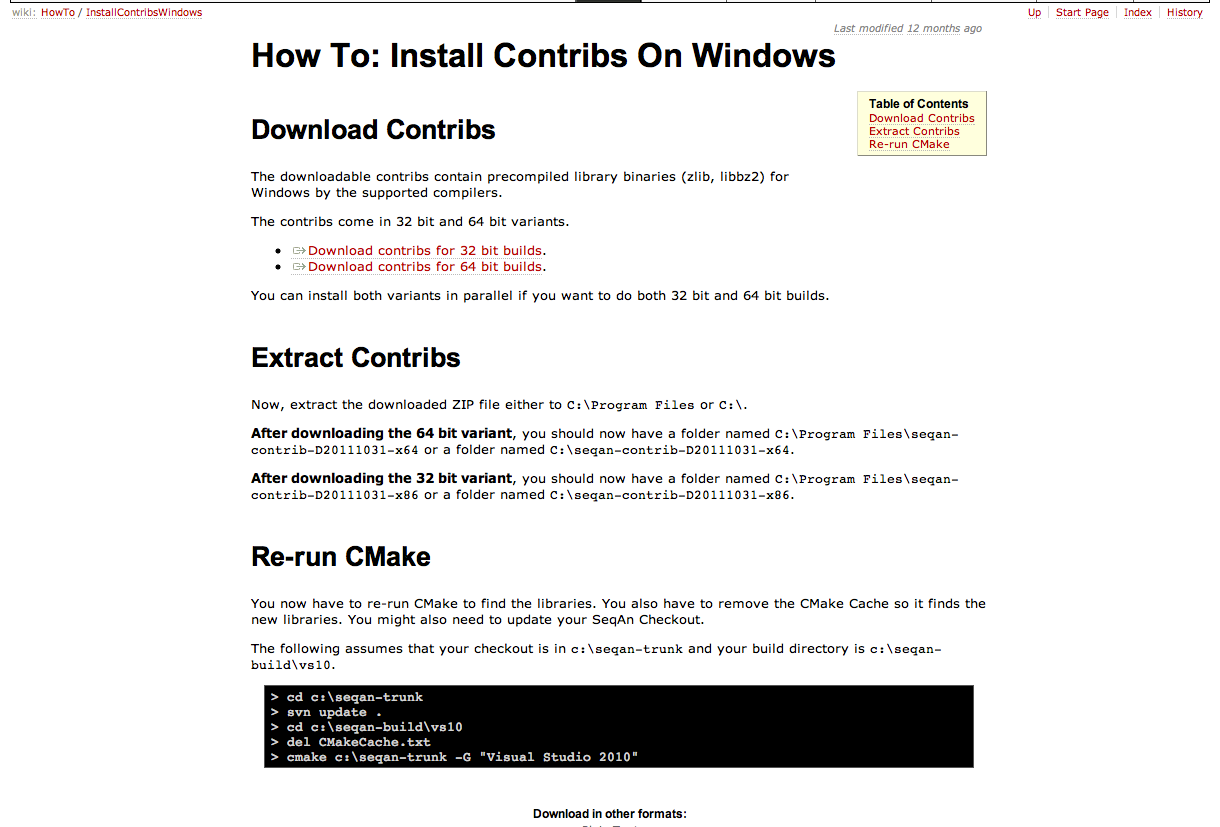 wiki: HowTo / InstallContribsWindows
Up Start Page Index History
Last modified 12 months ago
How To: Install Contribs On Windows
Table of Contents
Download Contribs
Extract Contribs
Re-run CMake
Download Contribs
The downloadable contribs contain precompiled library binaries (zlib, libbz2) for
Windows by the supported compilers.
The contribs come in 32 bit and 64 bit variants.
Download contribs for 32 bit builds.
Download contribs for 64 bit builds.
You can install both variants in parallel if you want to do both 32 bit and 64 bit builds.
Extract Contribs
Now, extract the downloaded ZIP file either to C:\Program Files or C:\.
After downloading the 64 bit variant, you should now have a folder named C:\Program Files\seqan-
contrib-D20111031-x64 or a folder named C:\seqan-contrib-D20111031-x64.
After downloading the 32 bit variant, you should now have a folder named C:\Program Files\seqan-
contrib-D20111031-x86 or a folder named C:\seqan-contrib-D20111031-x86.
Re-run CMake
You now have to re-run CMake to find the libraries. You also have to remove the CMake Cache so it finds the
new libraries. You might also need to update your SeqAn Checkout.
The following assumes that your checkout is in c:\seqan-trunk and your build directory is c:\seqan-
build\vs10.
> cd c:\seqan-trunk
> svn update .
> cd c:\seqan-build\vs10
> del CMakeCache.txt
> cmake c:\seqan-trunk -G "Visual Studio 2010"
Download in other formats: